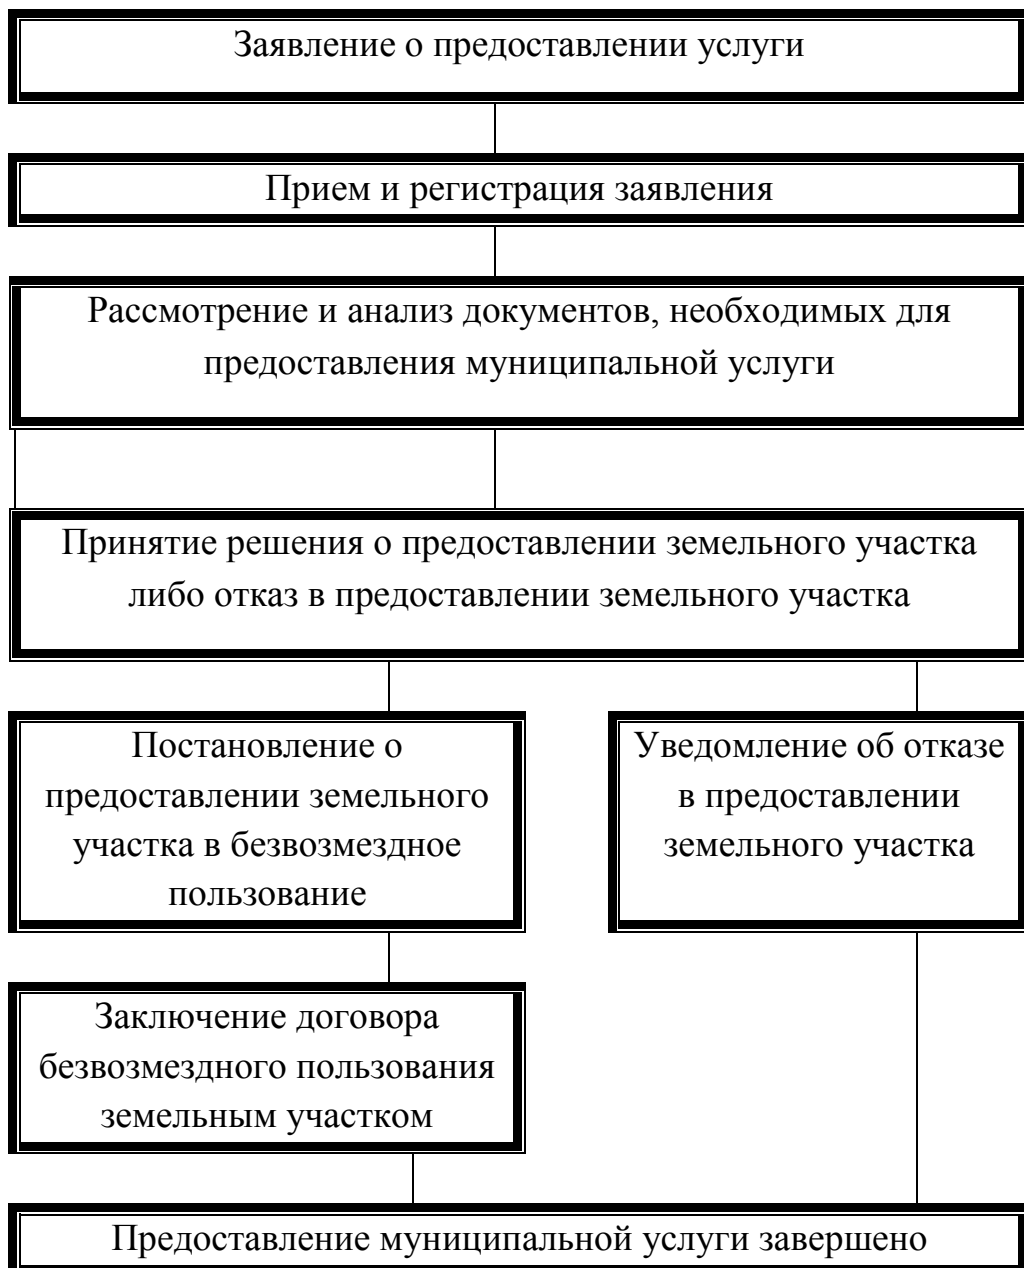 Заявление о предоставлении услуги
Прием и регистрация заявления
Рассмотрение и анализ документов, необходимых для
предоставления муниципальной услуги
Принятие решения о предоставлении земельного участка
либо отказ в предоставлении земельного участка
Постановление о
предоставлении земельного
участка в безвозмездное
пользование
Уведомление об отказе
в предоставлении
земельного участка
Заключение договора
безвозмездного пользования
земельным участком
Предоставление муниципальной услуги завершено